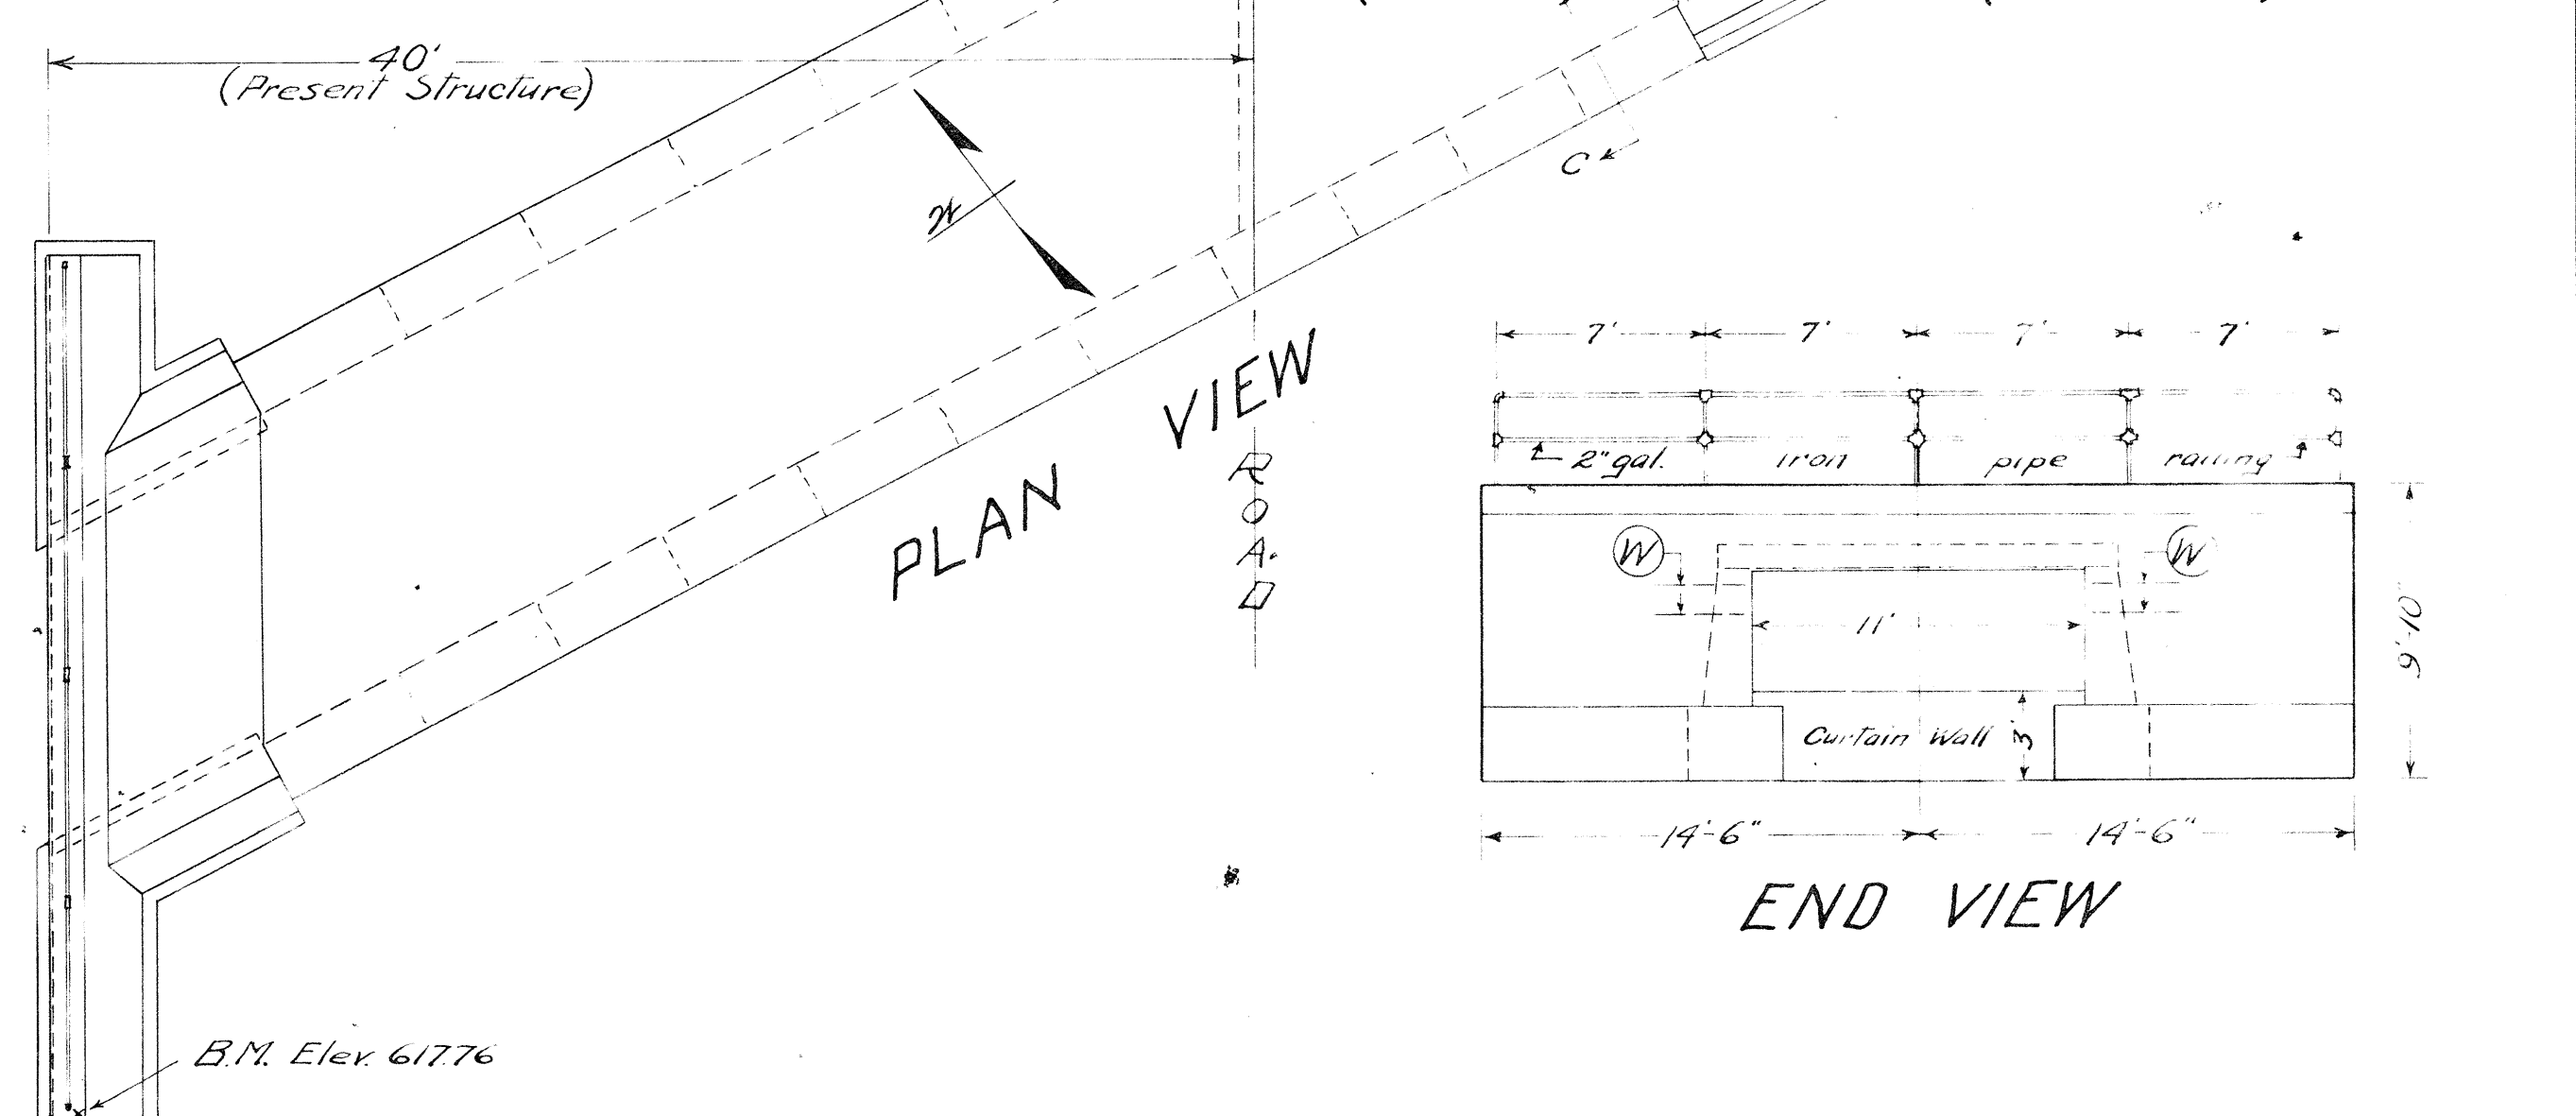 40'
(Present Structure)
C
N
7' 7' 7' 7'
2" gal. iron pipe railing
PLAN VIEW
ROAD
W W
11'
9'-10"
Curtain Wall 3'
14'-6" 14'-6"
END VIEW
B.M. Elev. 617.76